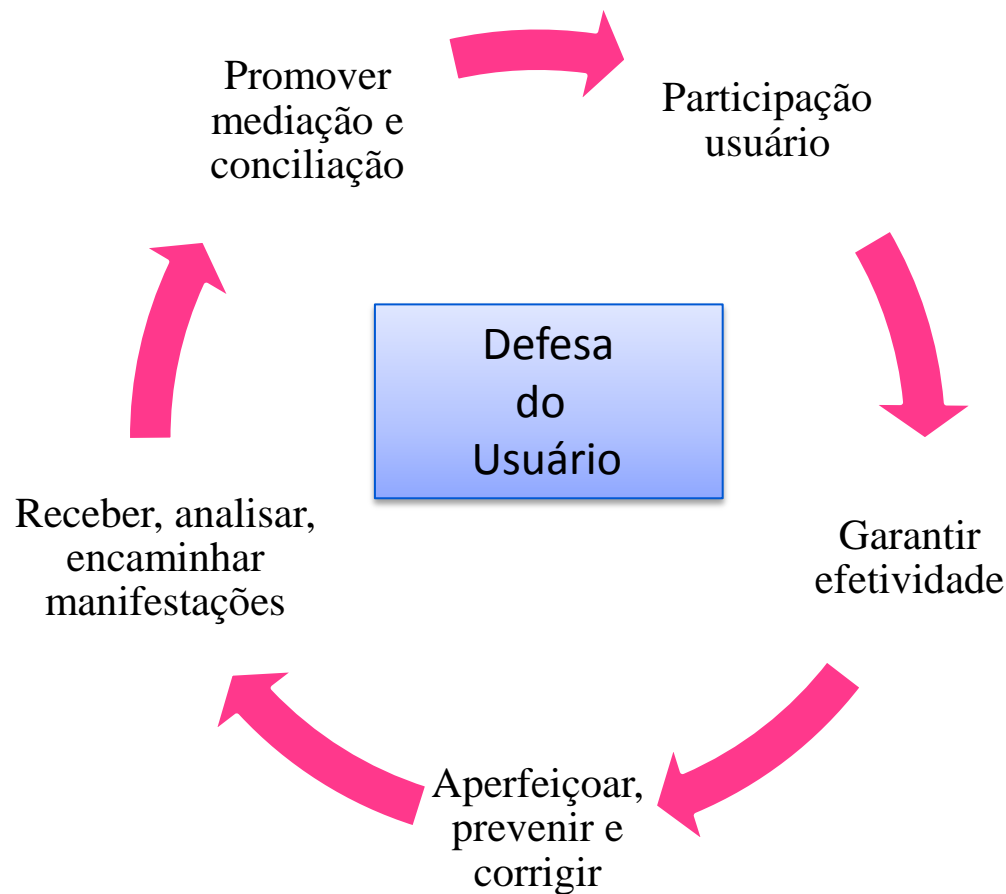 Promover
mediação e
conciliação
Participação
usuário
Defesa
do
Usuário
Garantir
efetividade
Aperfeiçoar,
prevenir e
corrigir
Receber, analisar,
encaminhar
manifestações